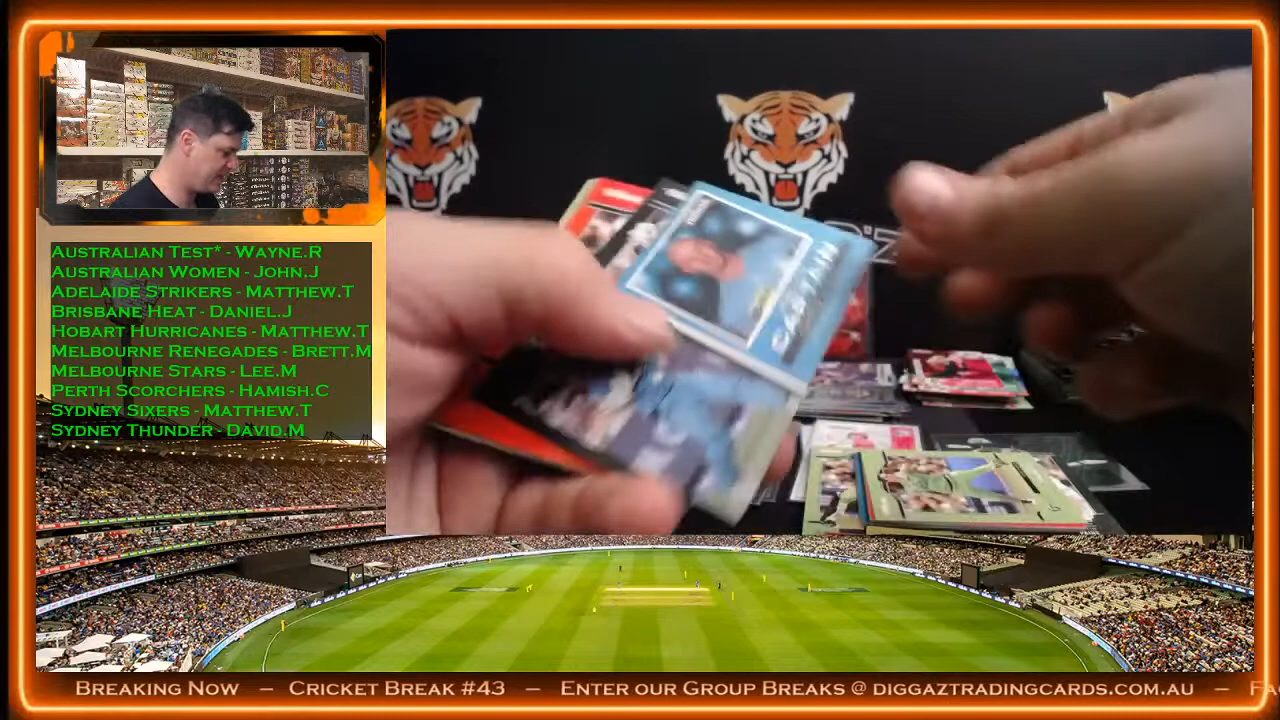 AUSTRALIAN TEST* - WAYNE.R
AUSTRALIAN WOMEN - JOHN.J
ADELAIDE STRIKERS - MATTHEW.T
BRISBANE HEAT - DANIEL.J
HOBART HURRICANES - MATTHEW.T
MELBOURNE RENEGADES - BRETT.M
MELBOURNE STARS - LEE.M
PERTH SCORCHERS - HAMISH.C
SYDNEY SIXERS - MATTHEW.T
SYDNEY THUNDER - DAVID.M
BREAKING NOW — CRICKET BREAK #43 — ENTER OUR GROUP BREAKS @ DIGGAZTRADINGCARDS.COM.AU —